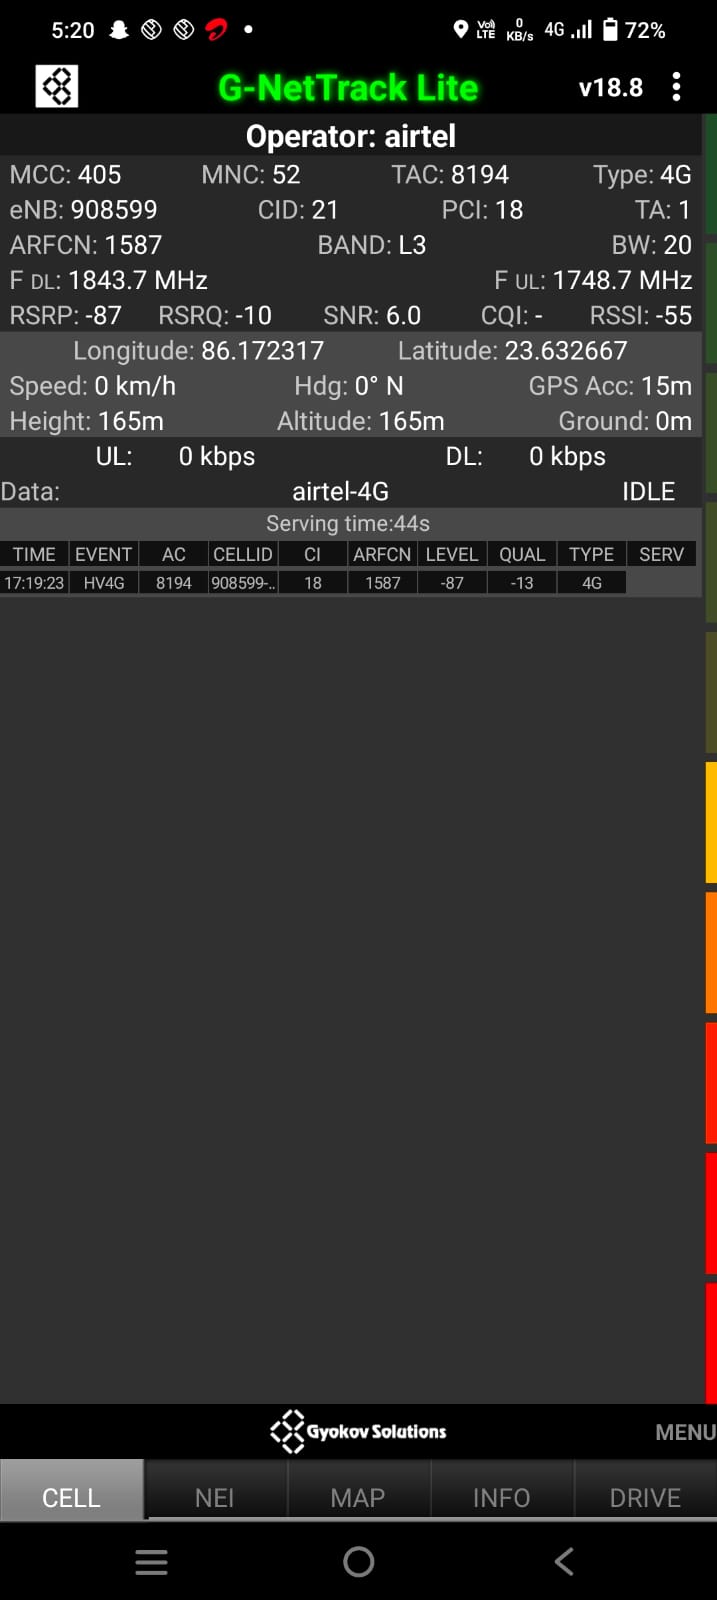 5:20 VoI) LTE 0 KB/s 4G 72%
G-NetTrack Lite v18.8
Operator: airtel
MCC: 405 MNC: 52 TAC: 8194 Type: 4G
eNB: 908599 CID: 21 PCI: 18 TA: 1
ARFCN: 1587 BAND: L3 BW: 20
F DL: 1843.7 MHz F UL: 1748.7 MHz
RSRP: -87 RSRQ: -10 SNR: 6.0 CQI: - RSSI: -55
Longitude: 86.172317 Latitude: 23.632667
Speed: 0 km/h Hdg: 0° N GPS Acc: 15m
Height: 165m Altitude: 165m Ground: 0m
UL: 0 kbps DL: 0 kbps
Data: airtel-4G IDLE
Serving time:44s
TIME EVENT AC CELLID CI ARFCN LEVEL QUAL TYPE SERV
17:19:23 HV4G 8194 908599-.. 18 1587 -87 -13 4G
Gyokov Solutions MENU
CELL NEI MAP INFO DRIVE